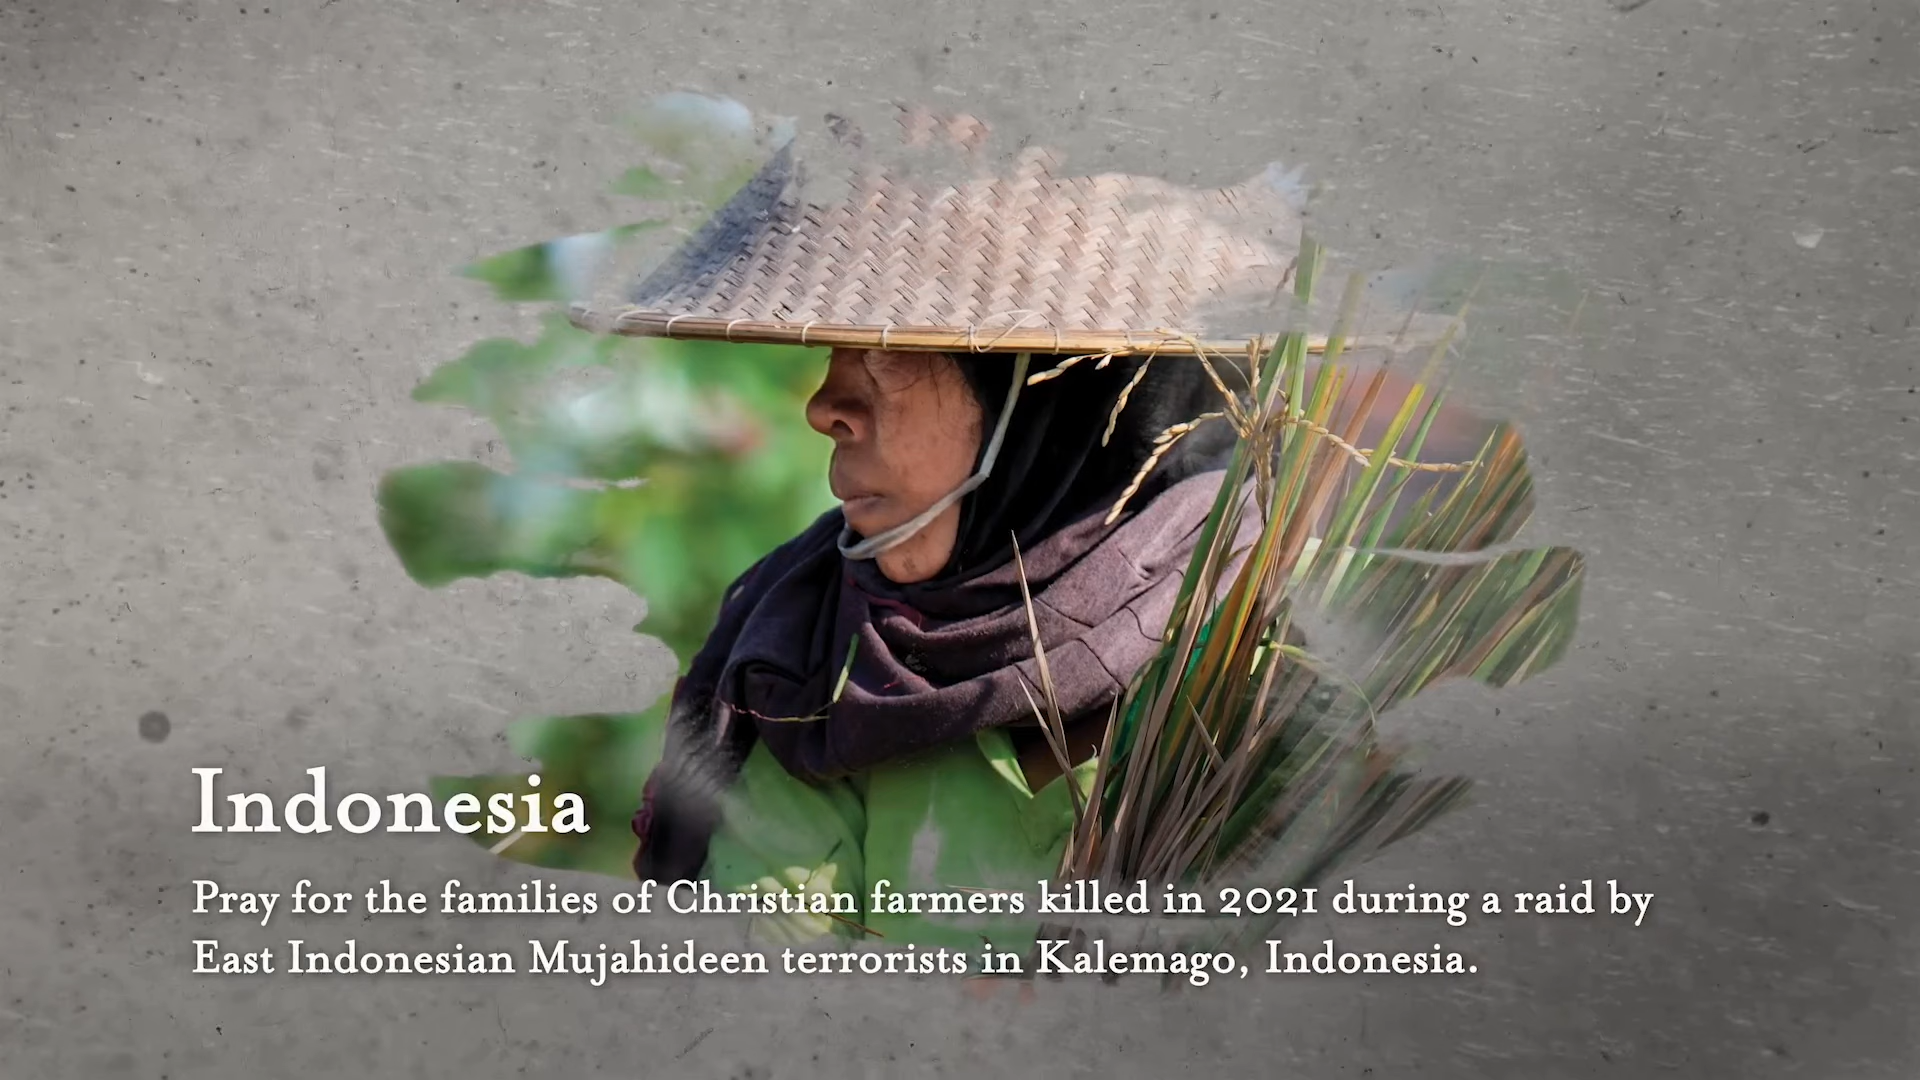 Indonesia
Pray for the families of Christian farmers killed in 2021 during a raid by
East Indonesian Mujahideen terrorists in Kalemago, Indonesia.